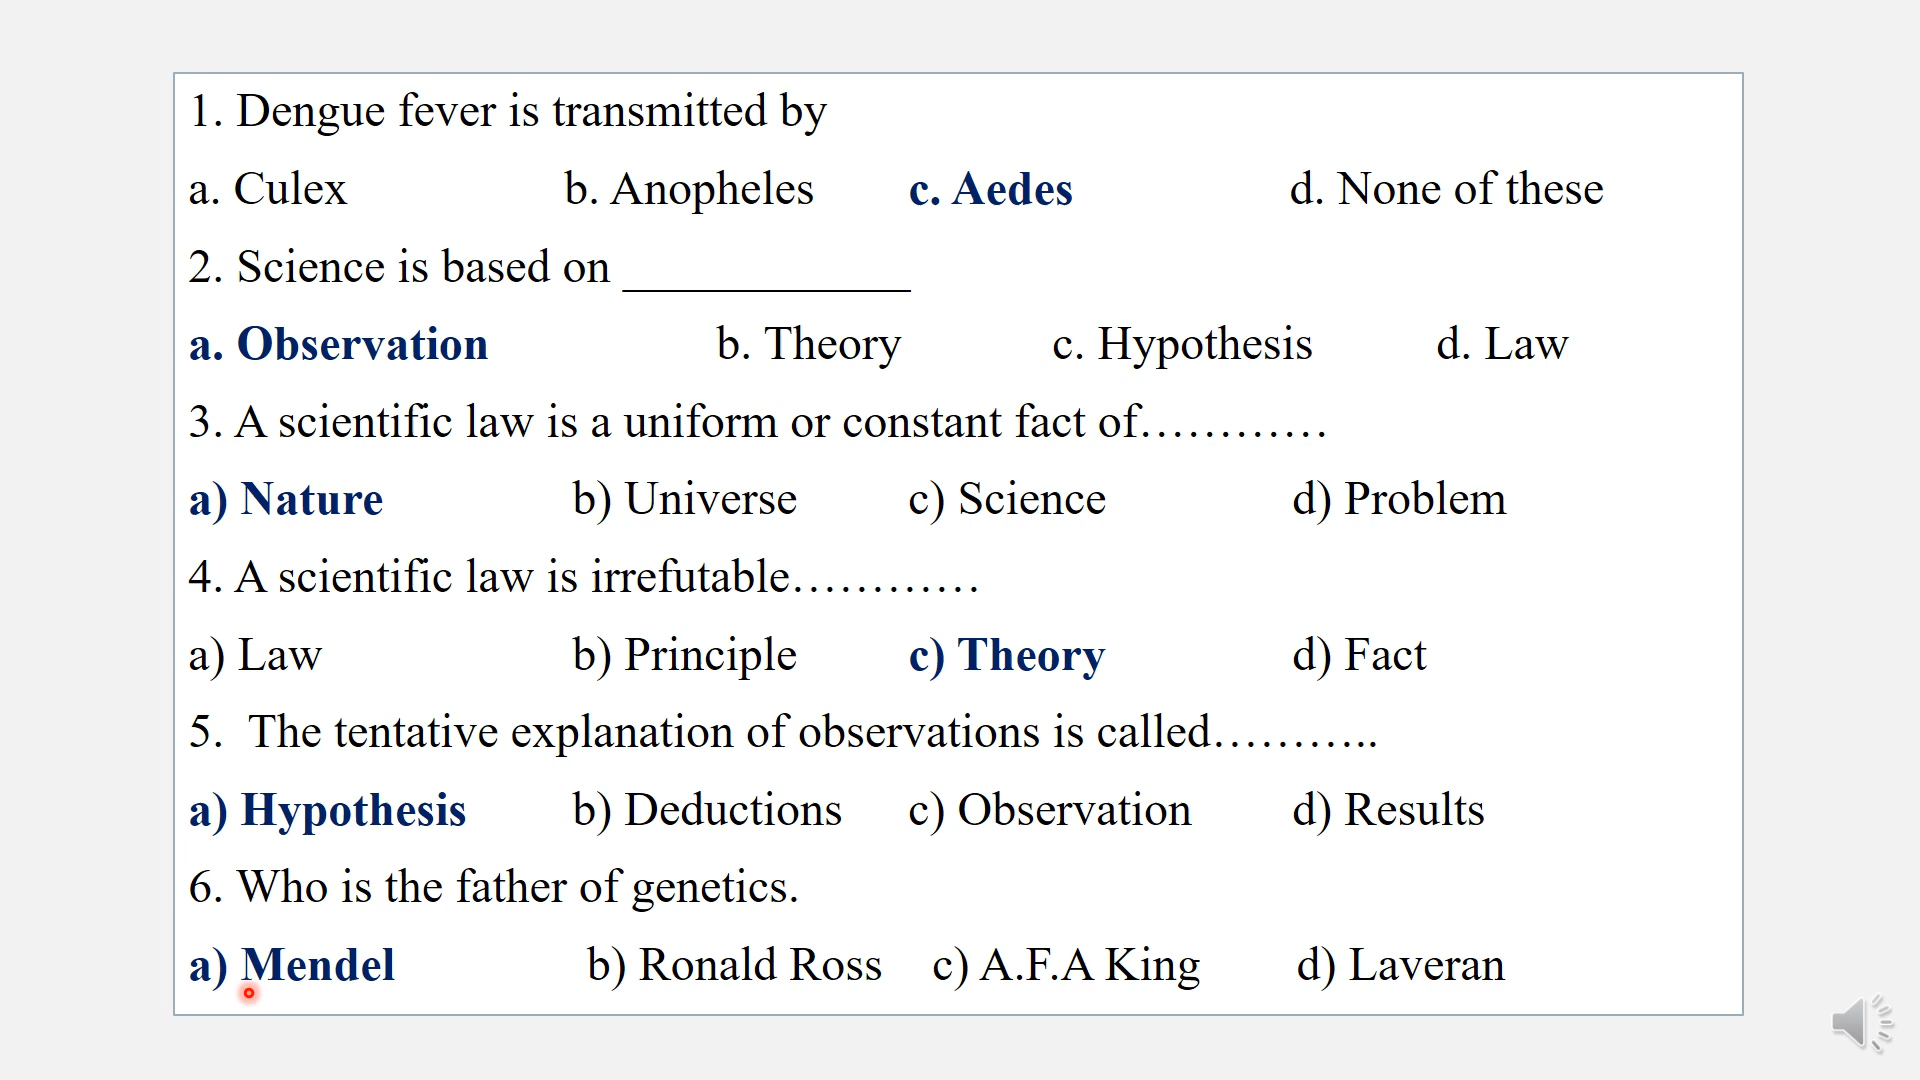 1. Dengue fever is transmitted by
a. Culex b. Anopheles c. Aedes d. None of these
2. Science is based on ____________
a. Observation b. Theory c. Hypothesis d. Law
3. A scientific law is a uniform or constant fact of…………
a) Nature b) Universe c) Science d) Problem
4. A scientific law is irrefutable…………
a) Law b) Principle c) Theory d) Fact
5. The tentative explanation of observations is called………..
a) Hypothesis b) Deductions c) Observation d) Results
6. Who is the father of genetics.
a) Mendel b) Ronald Ross c) A.F.A King d) Laveran